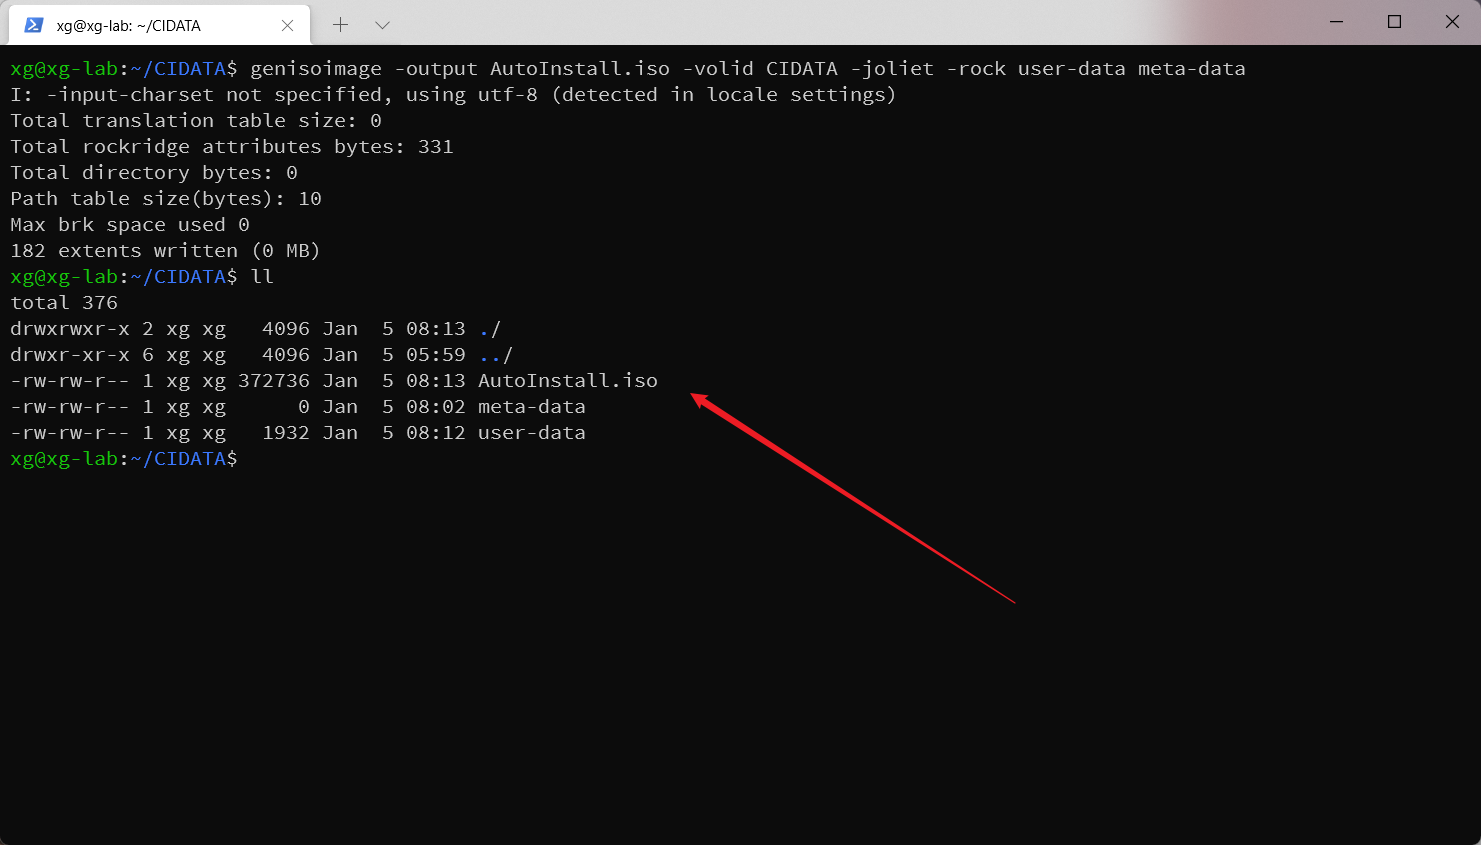 xg@xg-lab: ~/CIDATA
xg@xg-lab:~/CIDATA$ genisoimage -output AutoInstall.iso -volid CIDATA -joliet -rock user-data meta-data
I: -input-charset not specified, using utf-8 (detected in locale settings)
Total translation table size: 0
Total rockridge attributes bytes: 331
Total directory bytes: 0
Path table size(bytes): 10
Max brk space used 0
182 extents written (0 MB)
xg@xg-lab:~/CIDATA$ ll
total 376
drwxrwxr-x 2 xg xg   4096 Jan  5 08:13 ./
drwxr-xr-x 6 xg xg   4096 Jan  5 05:59 ../
-rw-rw-r-- 1 xg xg 372736 Jan  5 08:13 AutoInstall.iso
-rw-rw-r-- 1 xg xg      0 Jan  5 08:02 meta-data
-rw-rw-r-- 1 xg xg   1932 Jan  5 08:12 user-data
xg@xg-lab:~/CIDATA$